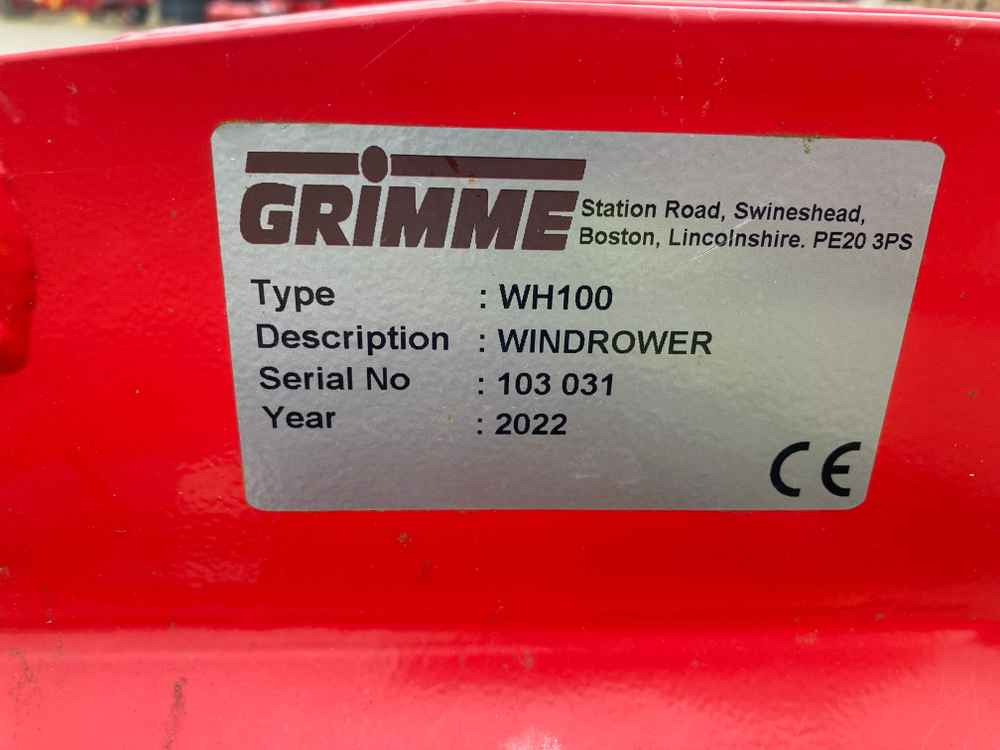 GRIMME
Station Road, Swineshead,
Boston, Lincolnshire. PE20 3PS
Type : WH100
Description : WINDROWER
Serial No : 103 031
Year : 2022
CE